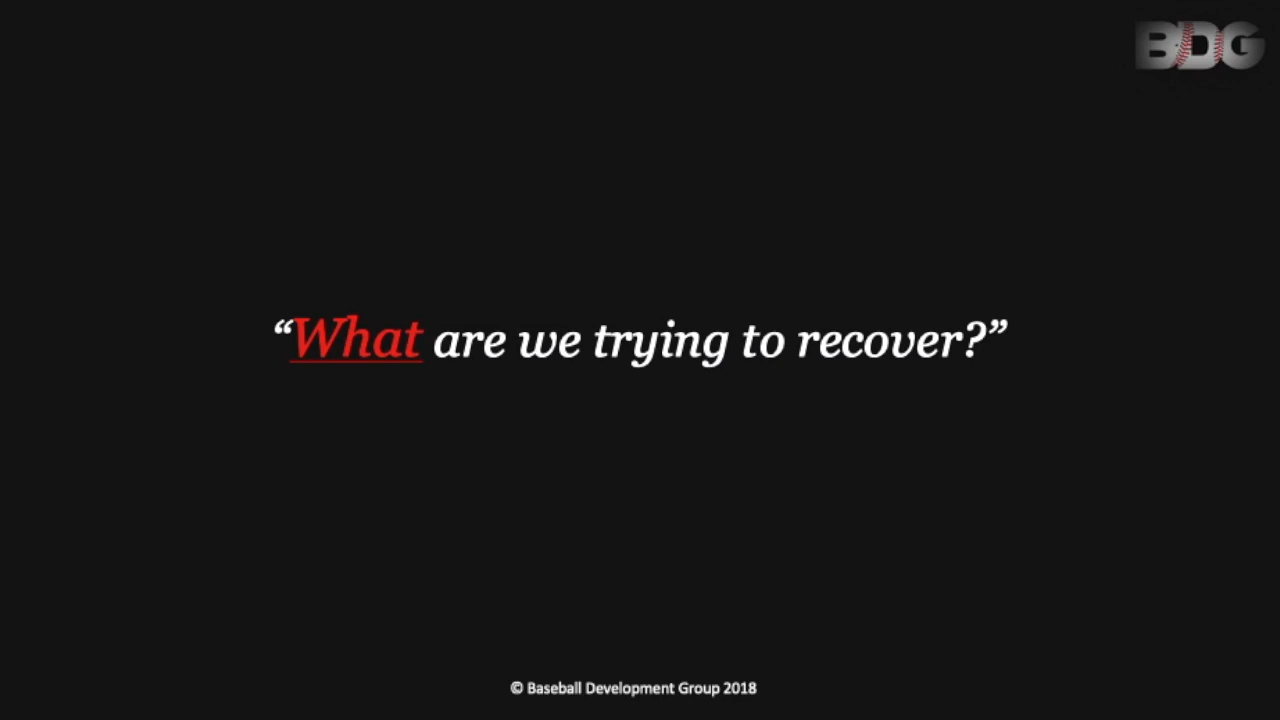 BDG
“What are we trying to recover?”
© Baseball Development Group 2018